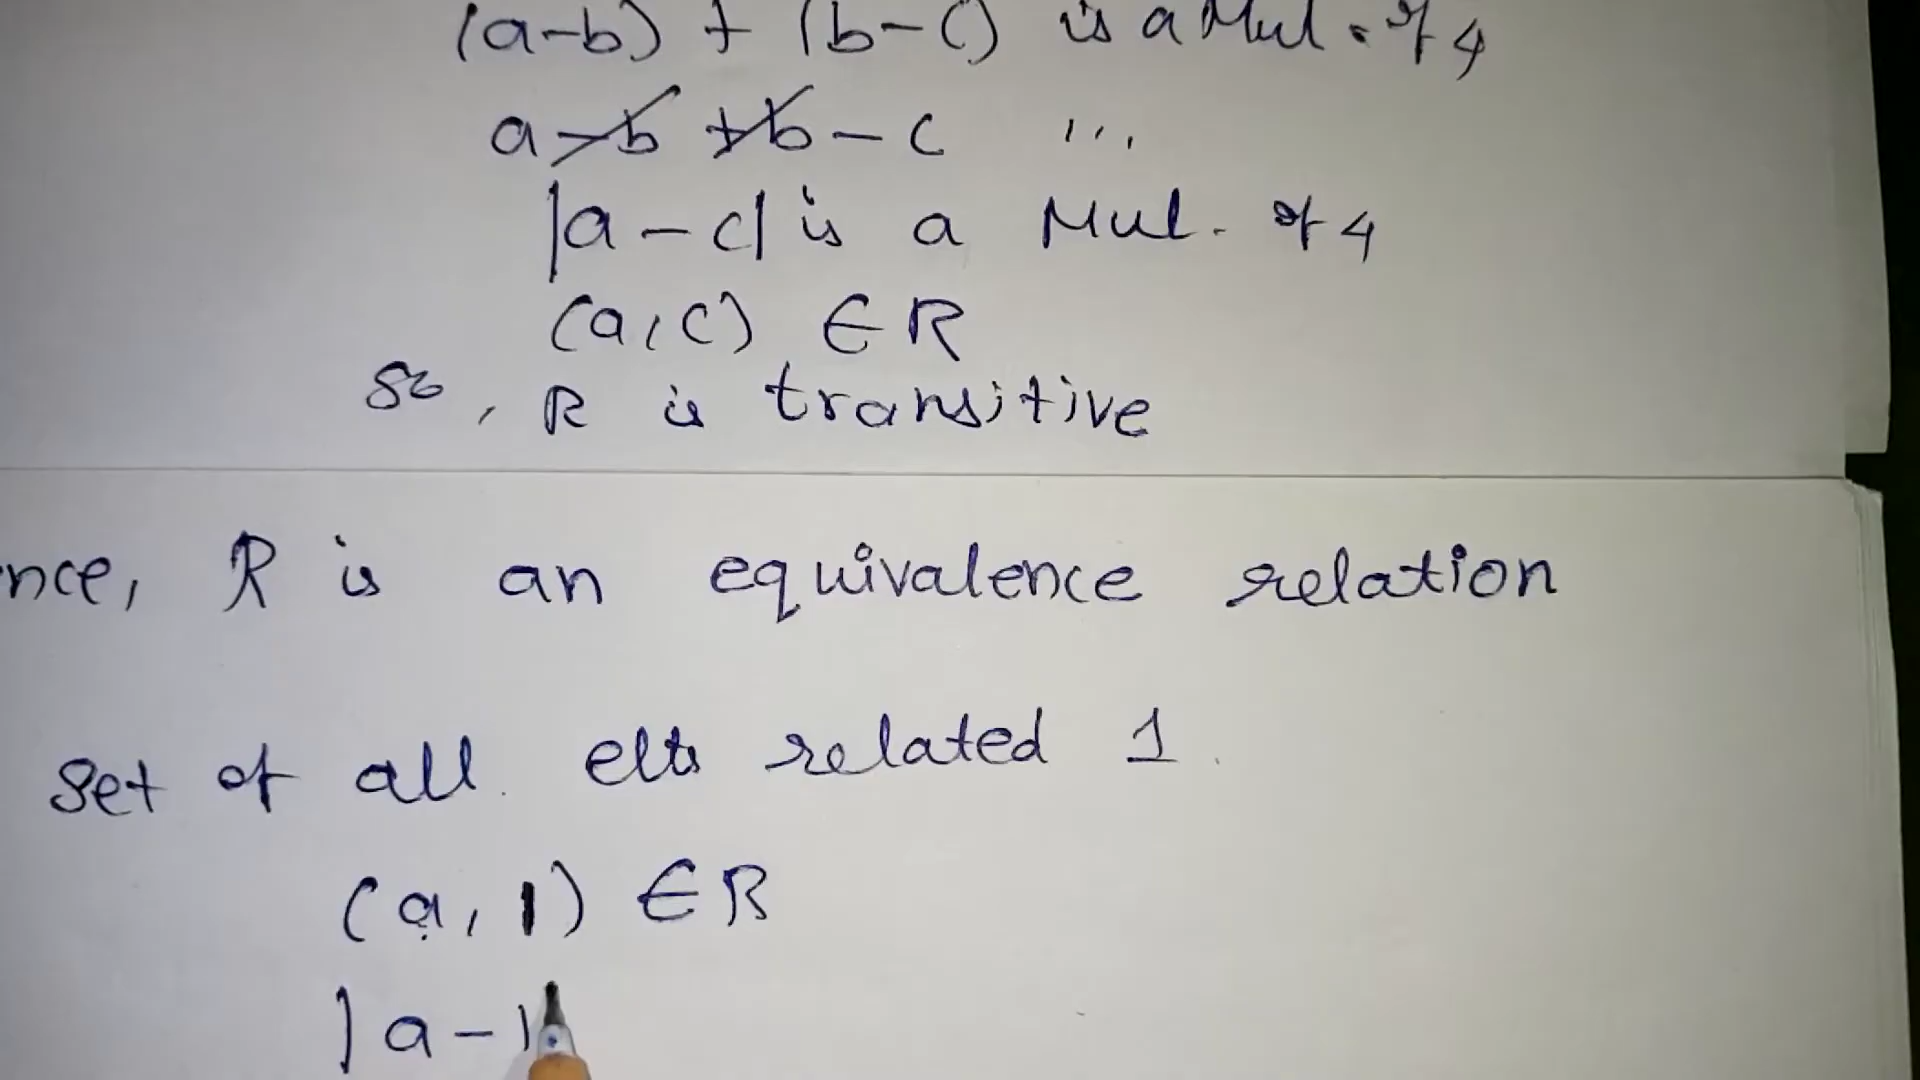 (a-b) + (b-c) is a Mul. of 4
a-b +b-c ''',
|a-c| is a Mul. of 4
(a,c) ∈ R
so, R is transitive
nce, R is an equivalence relation
set of all elts related 1.
(a,1) ∈ R
|a-1